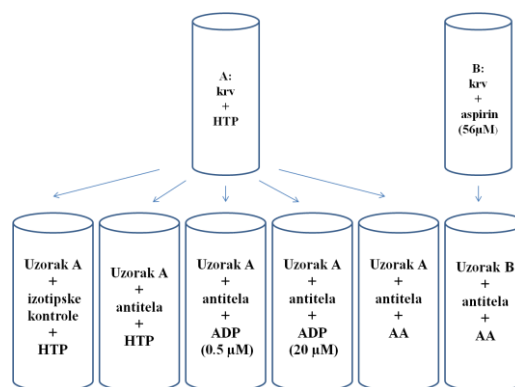 A:
krv
+
HTP
B:
krv
+
aspirin
(56µM)
Uzorak A
+
izotipske
kontrole
+
HTP
Uzorak A
+
antitela
+
HTP
Uzorak A
+
antitela
+
ADP
(0.5 µM)
Uzorak A
+
antitela
+
ADP
(20 µM)
Uzorak A
+
antitela
+
AA
Uzorak B
+
antitela
+
AA